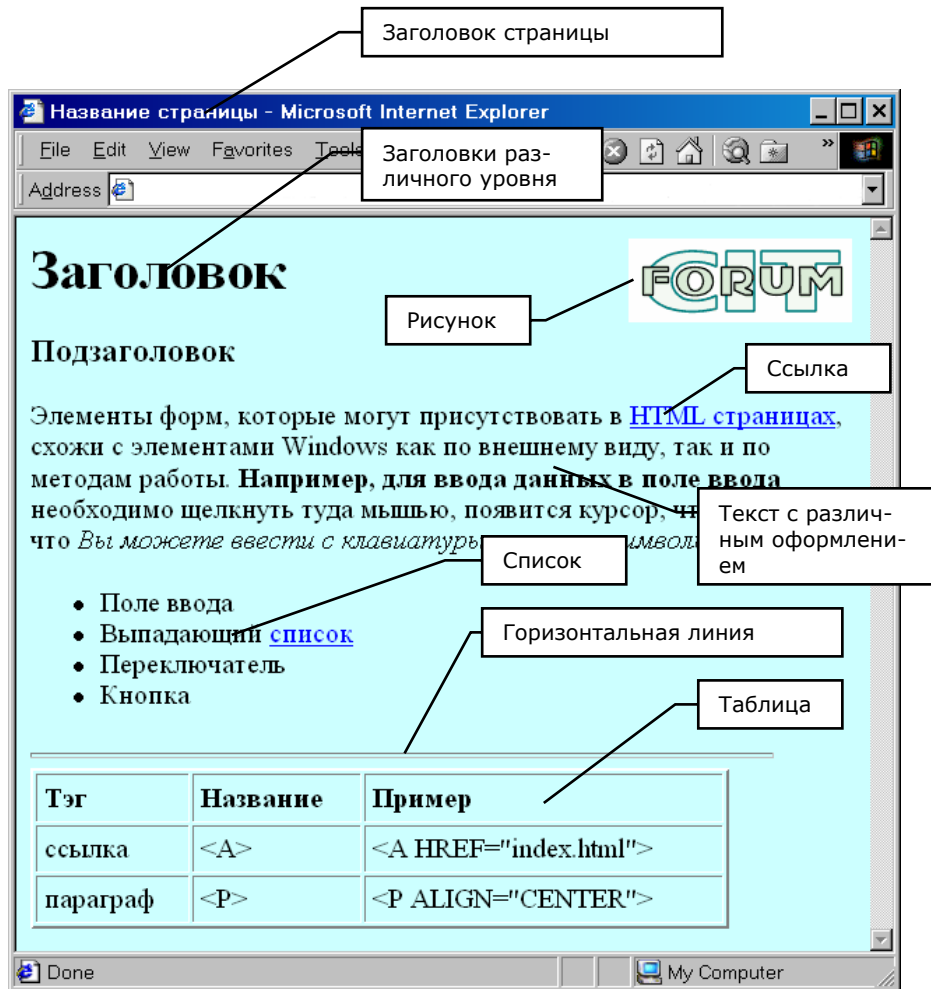 Заголовок страницы
Название страницы - Microsoft Internet Explorer
File Edit View Favorites Tools
Заголовки раз-
личного уровня
Address
Заголовок
FORUM
CIT
Рисунок
Подзаголовок
Ссылка
Элементы форм, которые могут присутствовать в HTML страницах,
схожи с элементами Windows как по внешнему виду, так и по
методам работы. Например, для ввода данных в поле ввода
необходимо щелкнуть туда мышью, появится курсор,
что Вы можете ввести с клавиатуры
Текст с различ-
ным оформлени-
ем
Список
• Поле ввода
• Выпадающий список
• Переключатель
• Кнопка
Горизонтальная линия
Таблица
Тэг Название Пример
ссылка <A> <A HREF="index.html">
параграф <P> <P ALIGN="CENTER">
Done My Computer